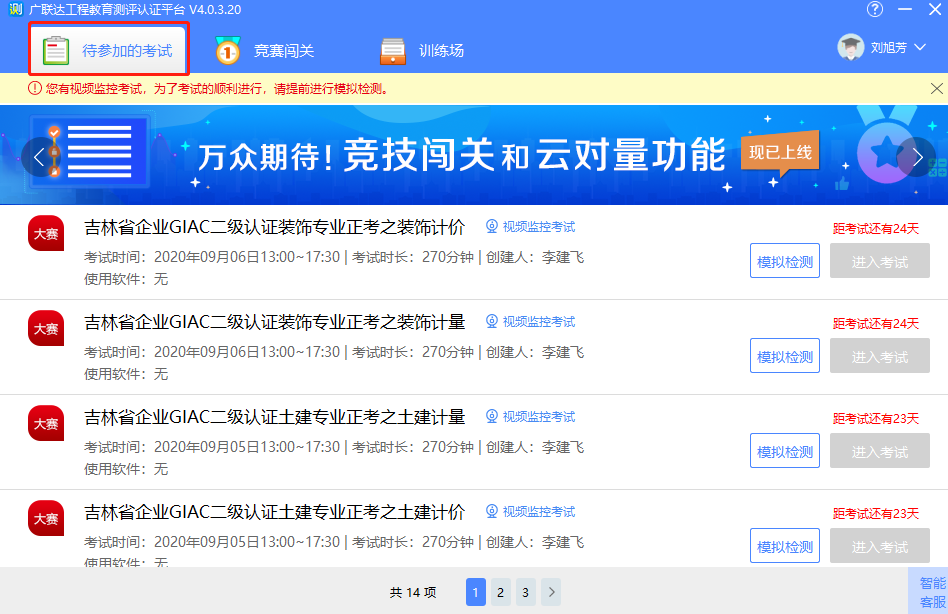 测 广联达工程教育测评认证平台 V4.0.3.20
待参加的考试 竞赛闯关 训练场 刘旭芳
您有视频监控考试，为了考试的顺利进行，请提前进行模拟检测。
万众期待！竞技闯关和云对量功能 现已上线
大赛 吉林省企业GIAC二级认证装饰专业正考之装饰计价 视频监控考试 距考试还有24天
考试时间：2020年09月06日13:00~17:30 | 考试时长：270分钟 | 创建人：李建飞 模拟检测 进入考试
使用软件：无
大赛 吉林省企业GIAC二级认证装饰专业正考之装饰计量 视频监控考试 距考试还有24天
考试时间：2020年09月06日13:00~17:30 | 考试时长：270分钟 | 创建人：李建飞 模拟检测 进入考试
使用软件：无
大赛 吉林省企业GIAC二级认证土建专业正考之土建计量 视频监控考试 距考试还有23天
考试时间：2020年09月05日13:00~17:30 | 考试时长：270分钟 | 创建人：李建飞 模拟检测 进入考试
使用软件：无
大赛 吉林省企业GIAC二级认证土建专业正考之土建计价 视频监控考试 距考试还有23天
考试时间：2020年09月05日13:00~17:30 | 考试时长：270分钟 | 创建人：李建飞 模拟检测 进入考试
使用软件：无
共 14 项 1 2 3 >
智能
客服